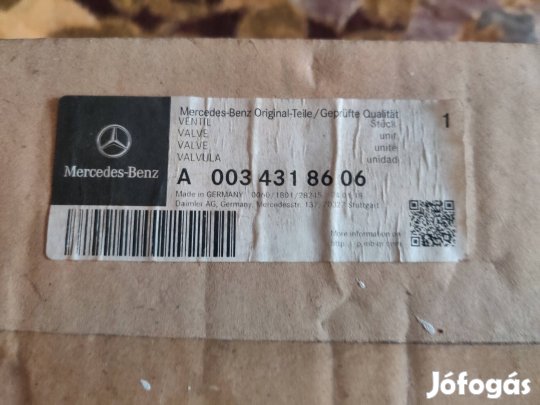 Mercedes-Benz Original-Teile/Geprüfte Qualität
VENTIL Stück 1
VALVE unit
VALVE unité
VALVULA unidad
Mercedes-Benz
A 003 431 86 06
Made in GERMANY
Daimler AG, Germany, Mercedesstr. 137, 70327 Stuttgart
More information on
Jófogás